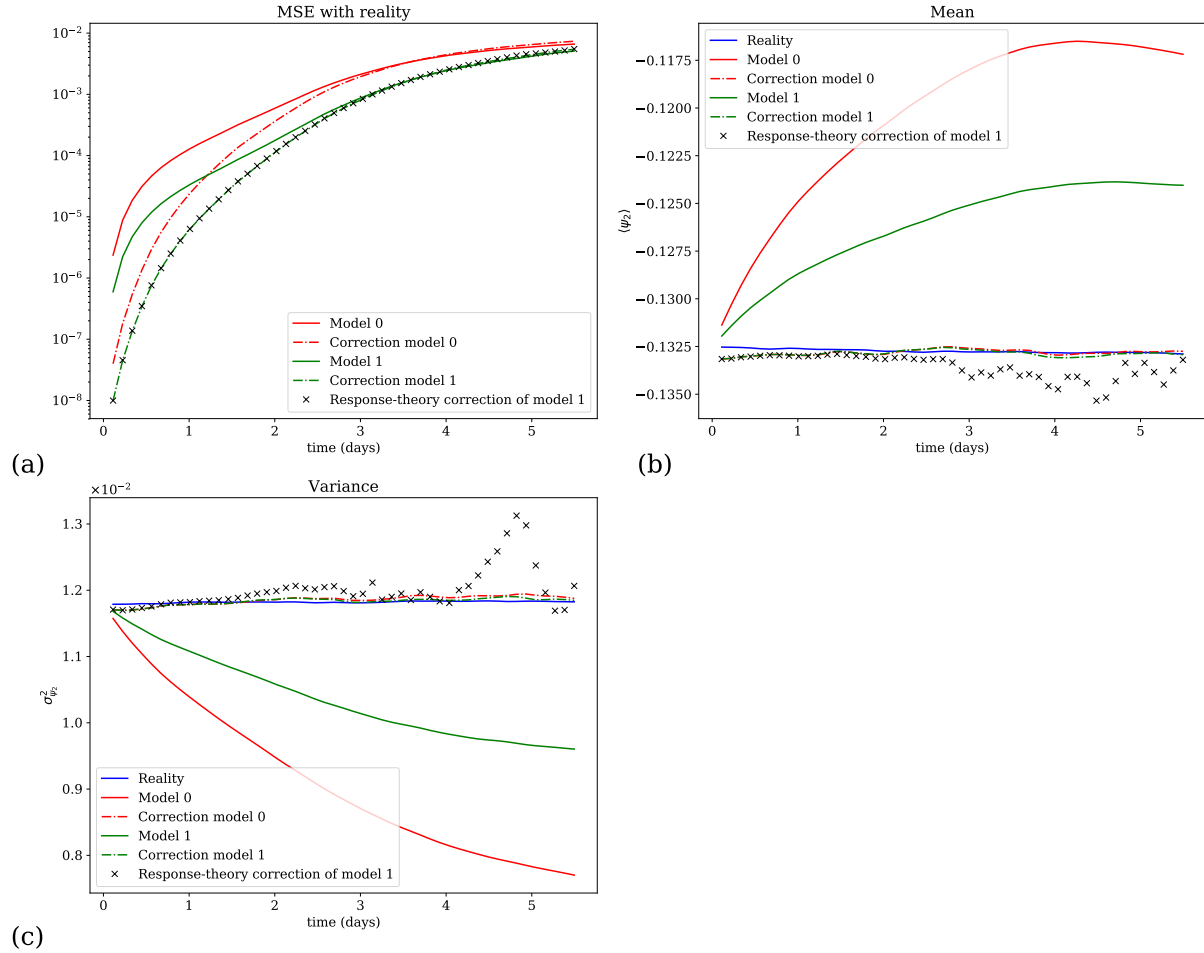 MSE with reality
10⁻²
10⁻³
10⁻⁴
10⁻⁵
10⁻⁶
10⁻⁷
10⁻⁸
Model 0
Correction model 0
Model 1
Correction model 1
Response-theory correction of model 1
0 1 2 3 4 5
time (days)
(a)
Mean
−0.1175
−0.1200
−0.1225
−0.1250
−0.1275
−0.1300
−0.1325
−0.1350
⟨ψ₂⟩
Reality
Model 0
Correction model 0
Model 1
Correction model 1
Response-theory correction of model 1
0 1 2 3 4 5
time (days)
(b)
×10⁻²
Variance
1.3
1.2
1.1
1.0
0.9
0.8
σ²_ψ₂
Reality
Model 0
Correction model 0
Model 1
Correction model 1
Response-theory correction of model 1
0 1 2 3 4 5
time (days)
(c)